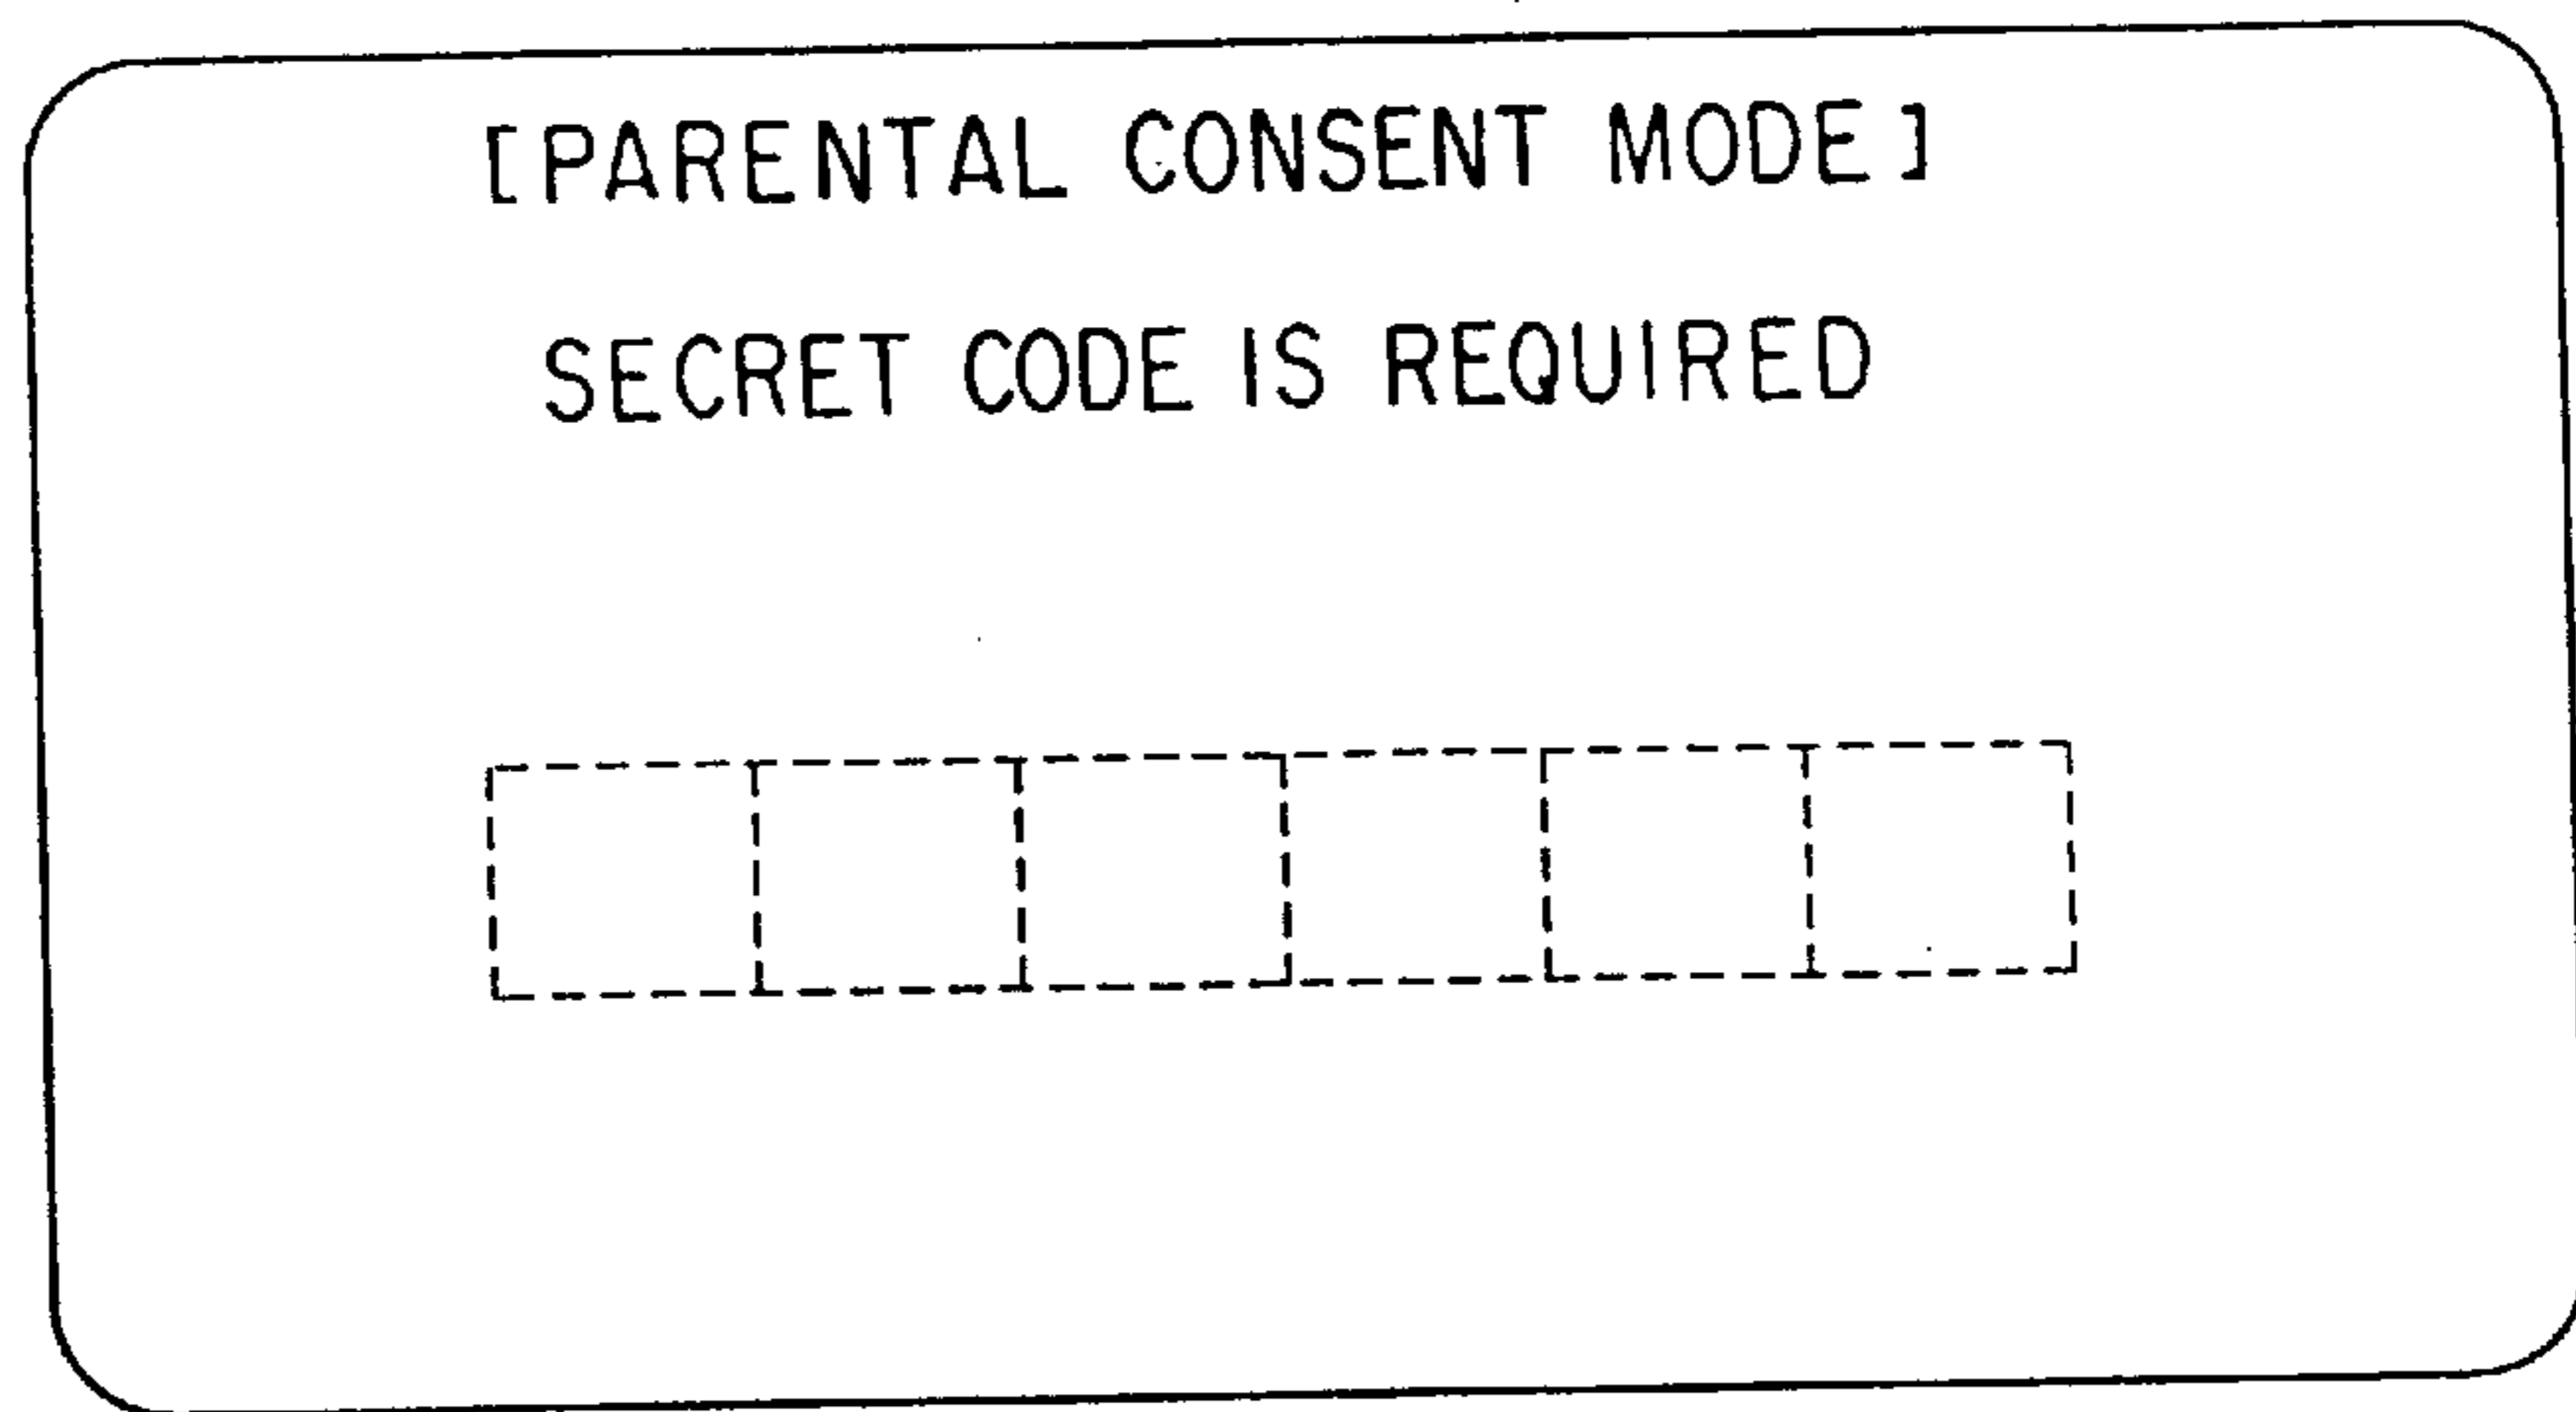 [PARENTAL CONSENT MODE]
SECRET CODE IS REQUIRED